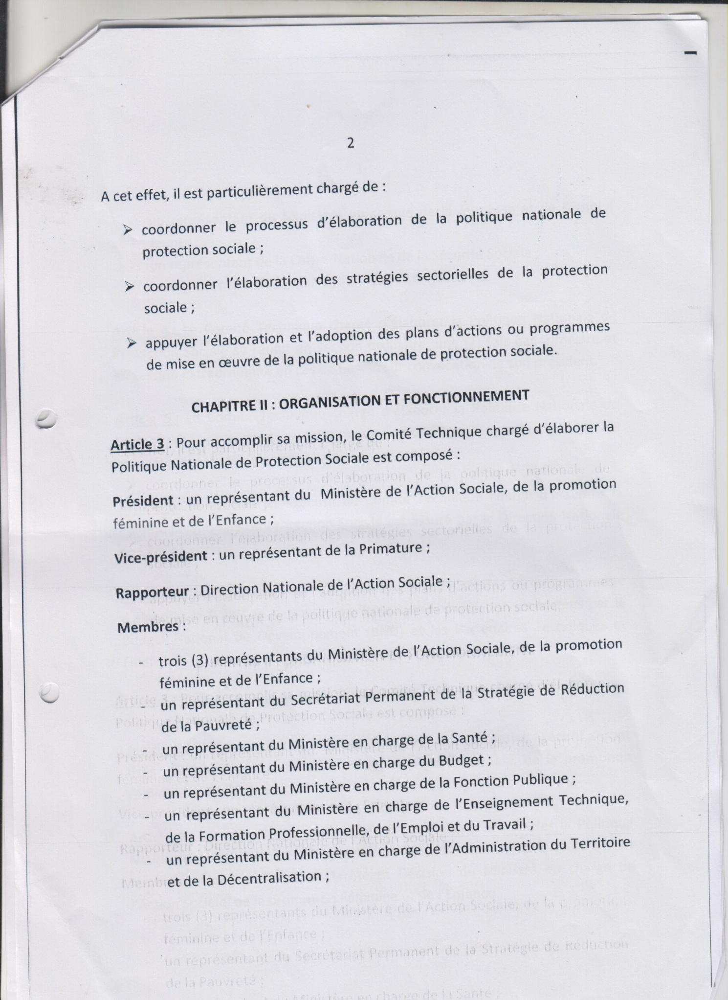 2
A cet effet, il est particulièrement chargé de :
➢ coordonner le processus d'élaboration de la politique nationale de
protection sociale ;
➢ coordonner l'élaboration des stratégies sectorielles de la protection
sociale ;
➢ appuyer l'élaboration et l'adoption des plans d'actions ou programmes
de mise en œuvre de la politique nationale de protection sociale.
CHAPITRE II : ORGANISATION ET FONCTIONNEMENT
Article 3 : Pour accomplir sa mission, le Comité Technique chargé d'élaborer la
Politique Nationale de Protection Sociale est composé :
Président : un représentant du Ministère de l'Action Sociale, de la promotion
féminine et de l'Enfance ;
Vice-président : un représentant de la Primature ;
Rapporteur : Direction Nationale de l'Action Sociale ;
Membres :
- trois (3) représentants du Ministère de l'Action Sociale, de la promotion
féminine et de l'Enfance ;
- un représentant du Secrétariat Permanent de la Stratégie de Réduction
de la Pauvreté ;
- un représentant du Ministère en charge de la Santé ;
- un représentant du Ministère en charge du Budget ;
- un représentant du Ministère en charge de la Fonction Publique ;
- un représentant du Ministère en charge de l'Enseignement Technique,
de la Formation Professionnelle, de l'Emploi et du Travail ;
- un représentant du Ministère en charge de l'Administration du Territoire
et de la Décentralisation ;